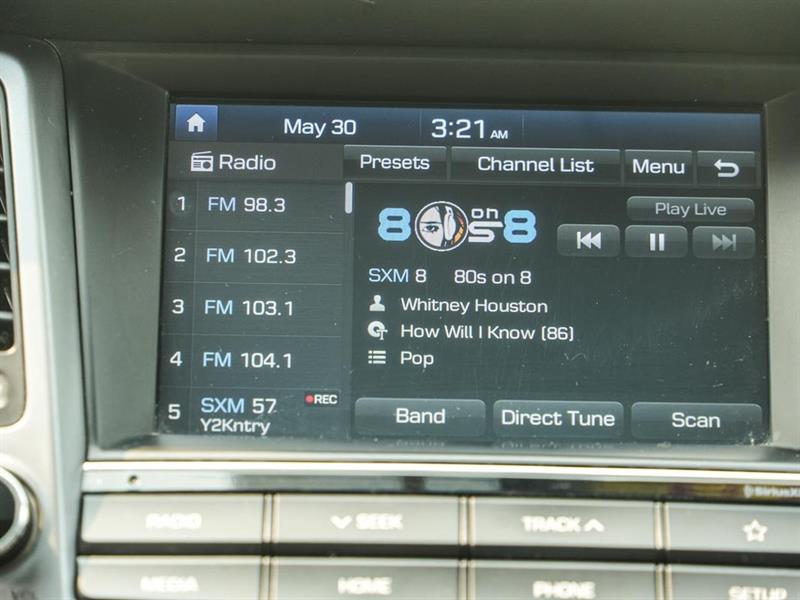 May 30
3:21 AM
Radio
Presets
Channel List
Menu
1 FM 98.3
2 FM 102.3
3 FM 103.1
4 FM 104.1
5 SXM 57
REC
Y2Kntry
80s on 8
Play Live
SXM 8 80s on 8
Whitney Houston
How Will I Know (86)
Pop
Band
Direct Tune
Scan
SiriusXM
RADIO
SEEK
TRACK
VOL
MEDIA
HOME
PHONE
SETUP